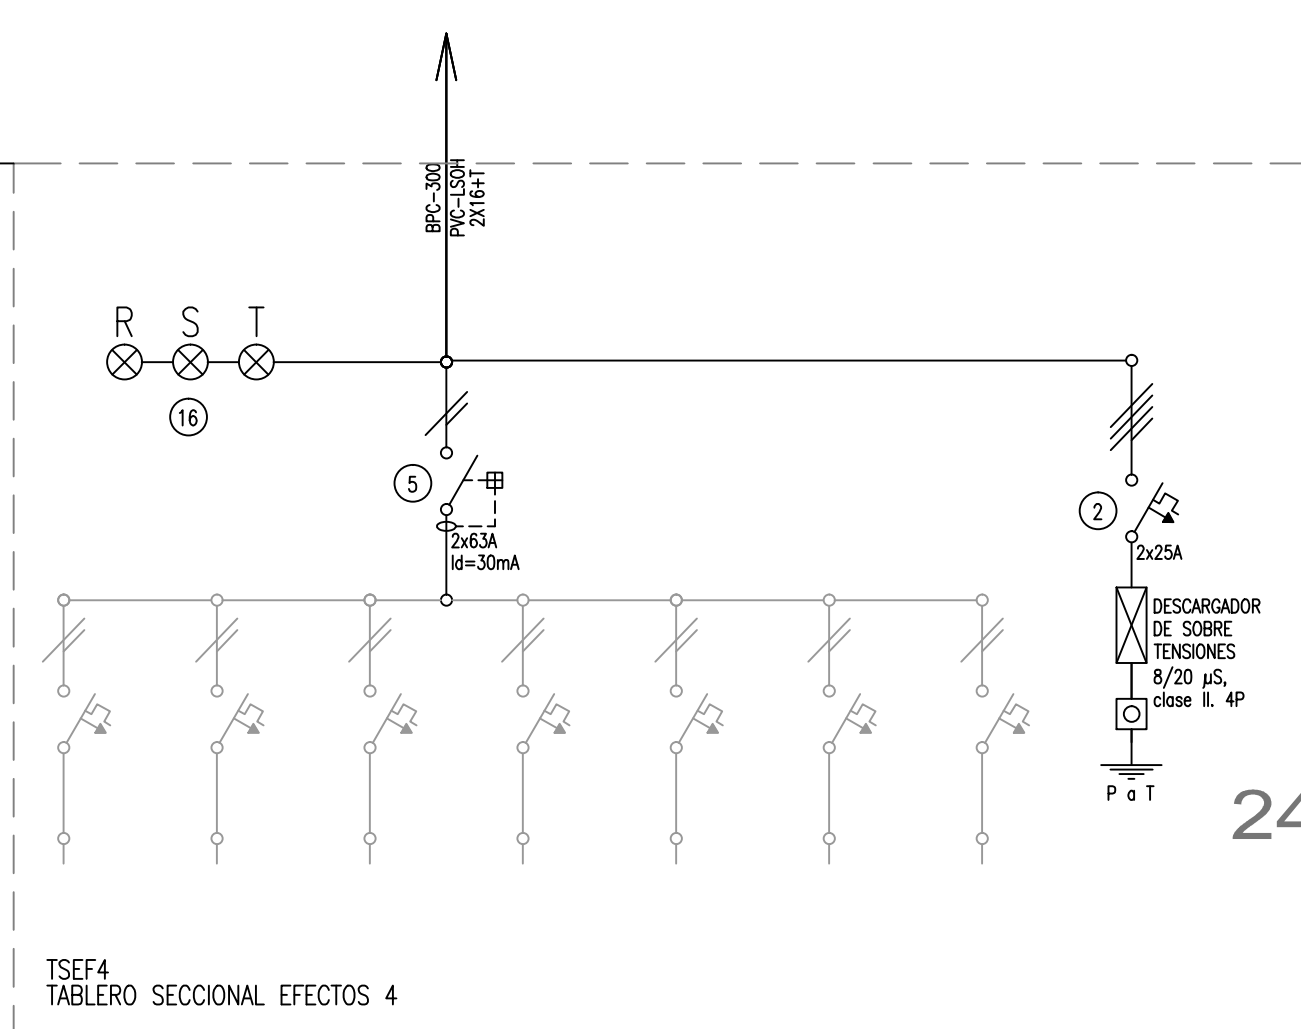 BPC-300
PVC-LSOH
2X16+T
R S T
16
5
2x63A
Id=30mA
2
2x25A
DESCARGADOR
DE SOBRE
TENSIONES
8/20 µS,
clase II. 4P
P a T
24
TSEF4
TABLERO SECCIONAL EFECTOS 4